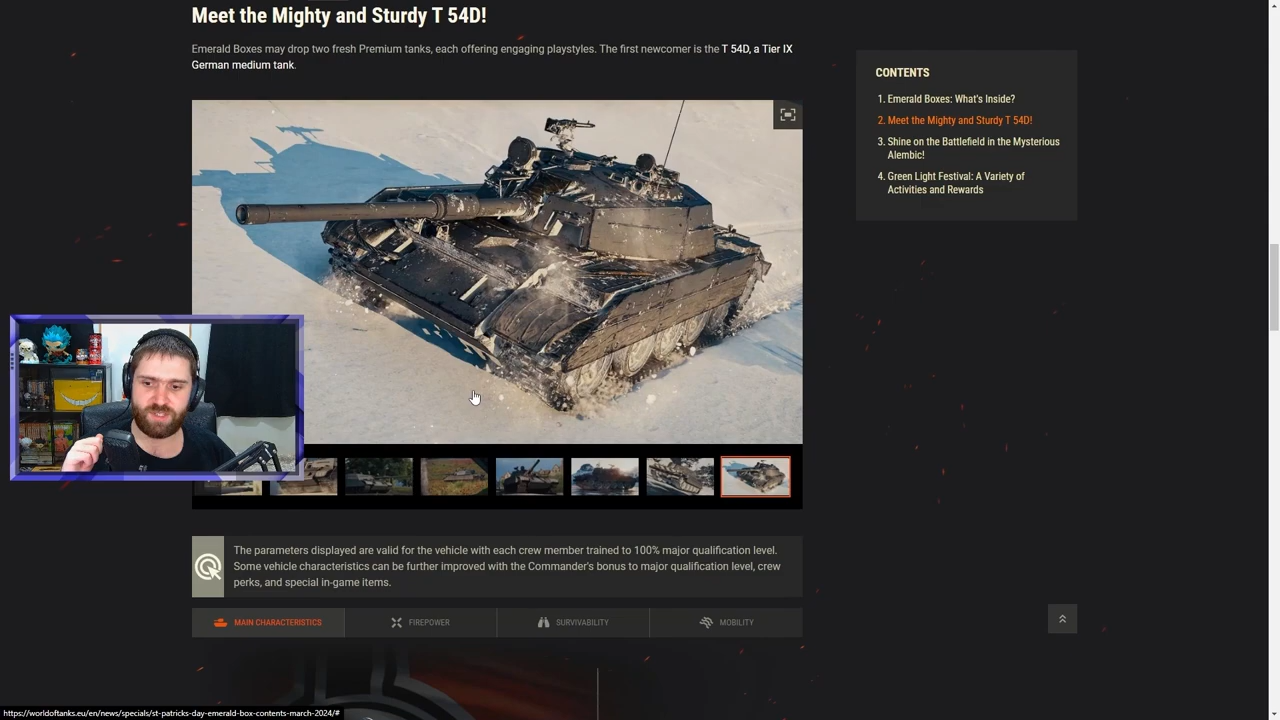 Meet the Mighty and Sturdy T 54D!
Emerald Boxes may drop two fresh Premium tanks, each offering engaging playstyles. The first newcomer is the T 54D, a Tier IX
German medium tank.
CONTENTS
1. Emerald Boxes: What's Inside?
2. Meet the Mighty and Sturdy T 54D!
3. Shine on the Battlefield in the Mysterious
Alembic!
4. Green Light Festival: A Variety of
Activities and Rewards
The parameters displayed are valid for the vehicle with each crew member trained to 100% major qualification level.
Some vehicle characteristics can be further improved with the Commander's bonus to major qualification level, crew
perks, and special in-game items.
MAIN CHARACTERISTICS
FIREPOWER
SURVIVABILITY
MOBILITY
https://worldoftanks.eu/en/news/specials/st-patricks-day-emerald-box-contents-march-2024/#